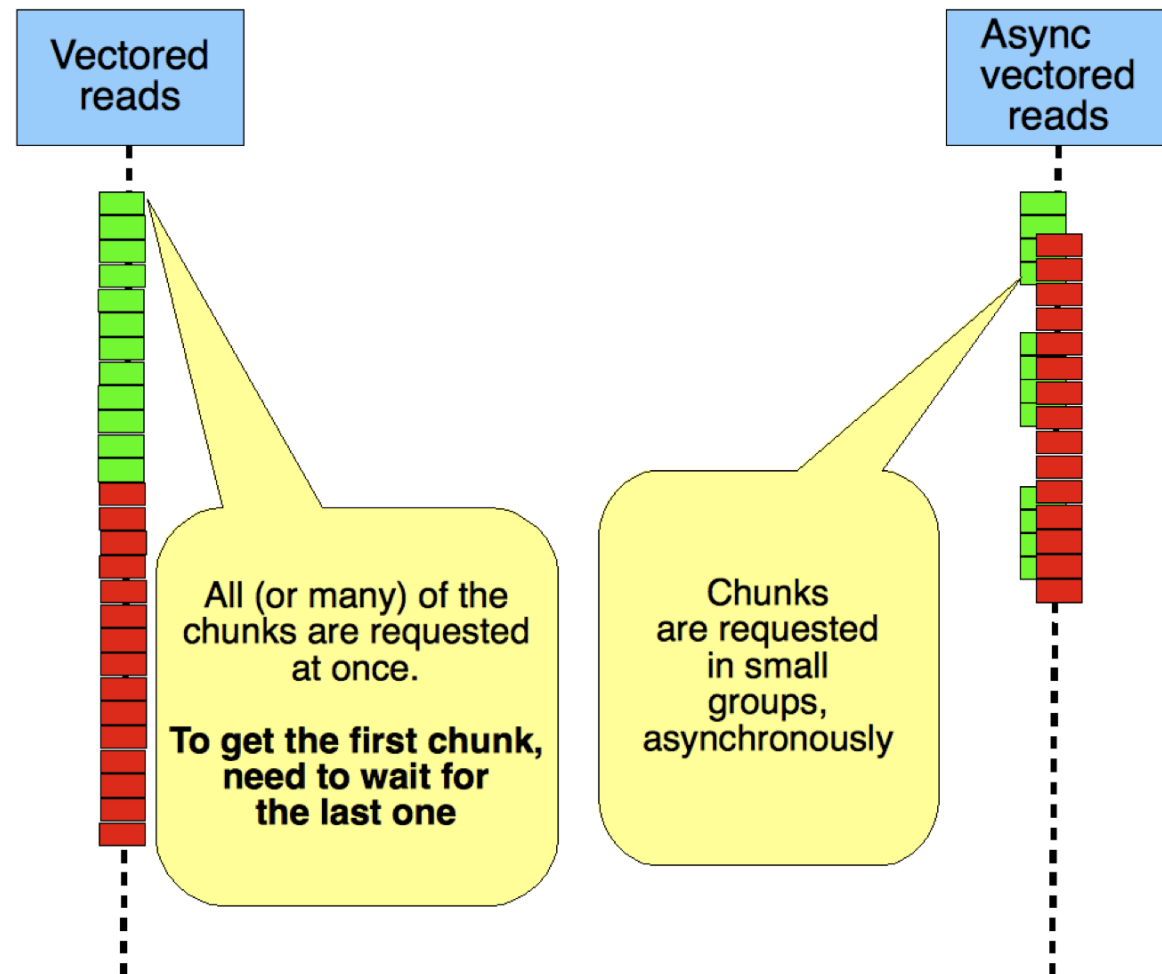 Vectored
reads
Async
vectored
reads
All (or many) of the
chunks are requested
at once.
To get the first chunk,
need to wait for
the last one
Chunks
are requested
in small
groups,
asynchronously